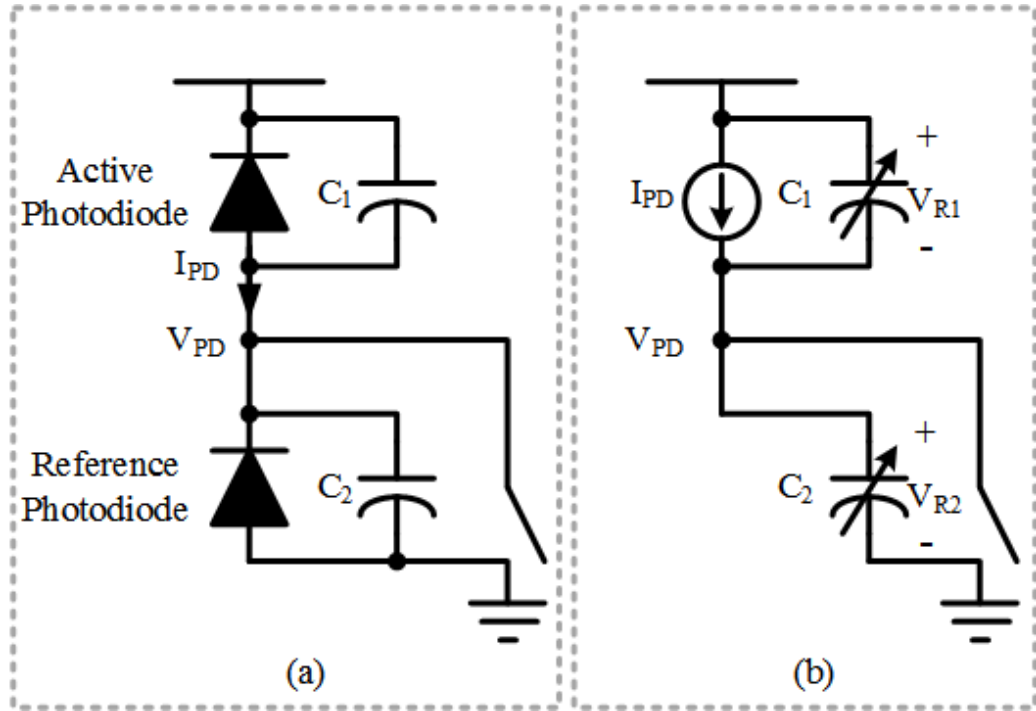 Active
Photodiode
C1
IPD
VPD
Reference
Photodiode
C2
(a)
IPD
C1
+
VR1
-
VPD
C2
+
VR2
-
(b)